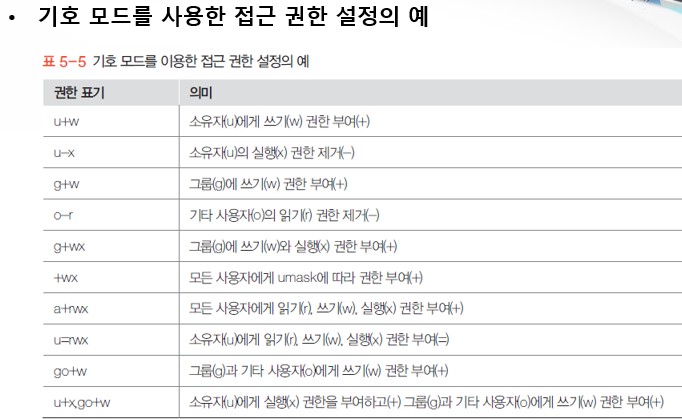 • 기호 모드를 사용한 접근 권한 설정의 예
표 5-5 기호 모드를 이용한 접근 권한 설정의 예
권한 표기 의미
u+w 소유자(u)에게 쓰기(w) 권한 부여(+)
u-x 소유자(u)의 실행(x) 권한 제거(-)
g+w 그룹(g)에 쓰기(w) 권한 부여(+)
o-r 기타 사용자(o)의 읽기(r) 권한 제거(-)
g+wx 그룹(g)에 쓰기(w)와 실행(x) 권한 부여(+)
+wx 모든 사용자에게 umask에 따라 권한 부여(+)
a+rwx 모든 사용자에게 읽기(r), 쓰기(w), 실행(x) 권한 부여(+)
u=rwx 소유자(u)에게 읽기(r), 쓰기(w), 실행(x) 권한 부여(=)
go+w 그룹(g)과 기타 사용자(o)에게 쓰기(w) 권한 부여(+)
u+x,go+w 소유자(u)에게 실행(x) 권한을 부여하고(+) 그룹(g)과 기타 사용자(o)에게 쓰기(w) 권한 부여(+)